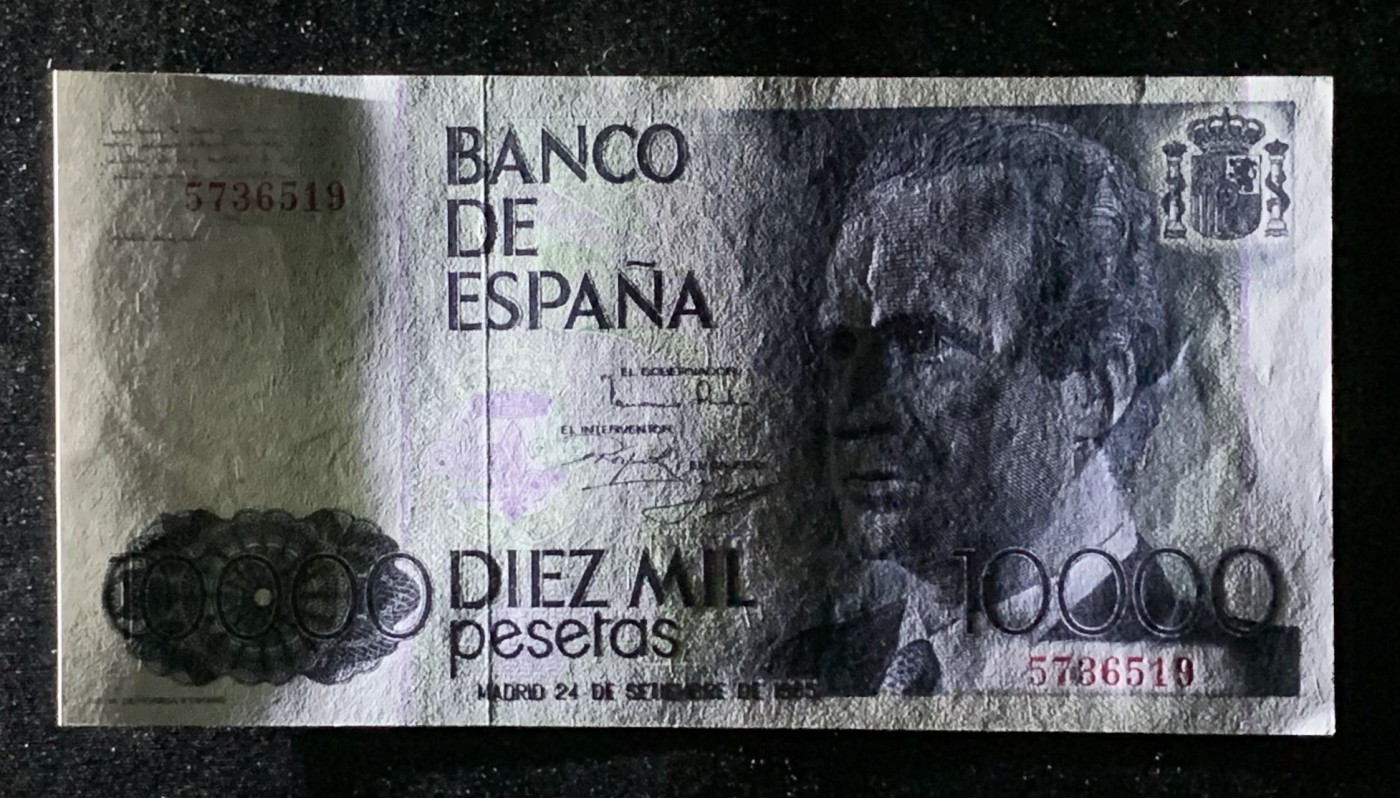 5736519
BANCO
DE
ESPAÑA
EL GOBERNADOR
EL INTERVENTOR
10000
DIEZ MIL
pesetas
10000
5736519
MADRID 24 DE SETIEMBRE DE 1985